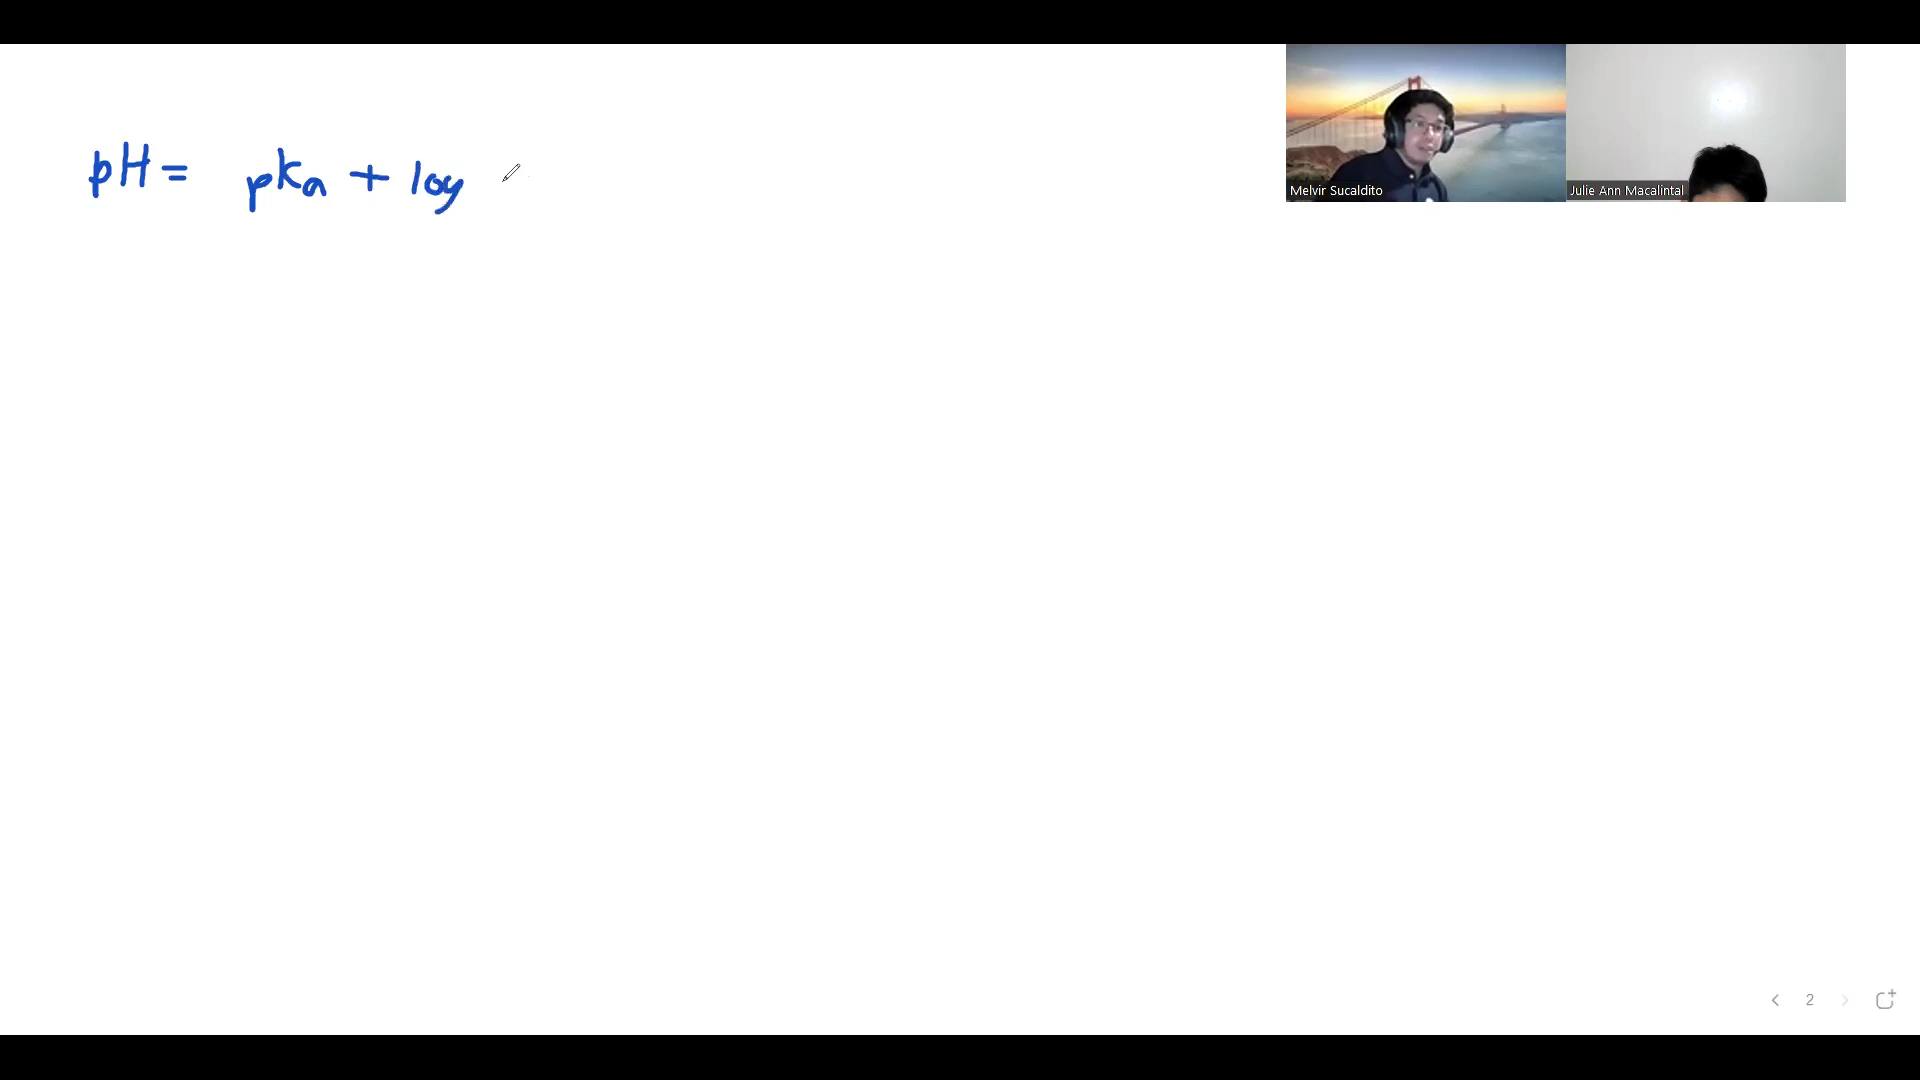 pH = pKa + log
Melvir Sucaldito
Julie Ann Macalintal
2